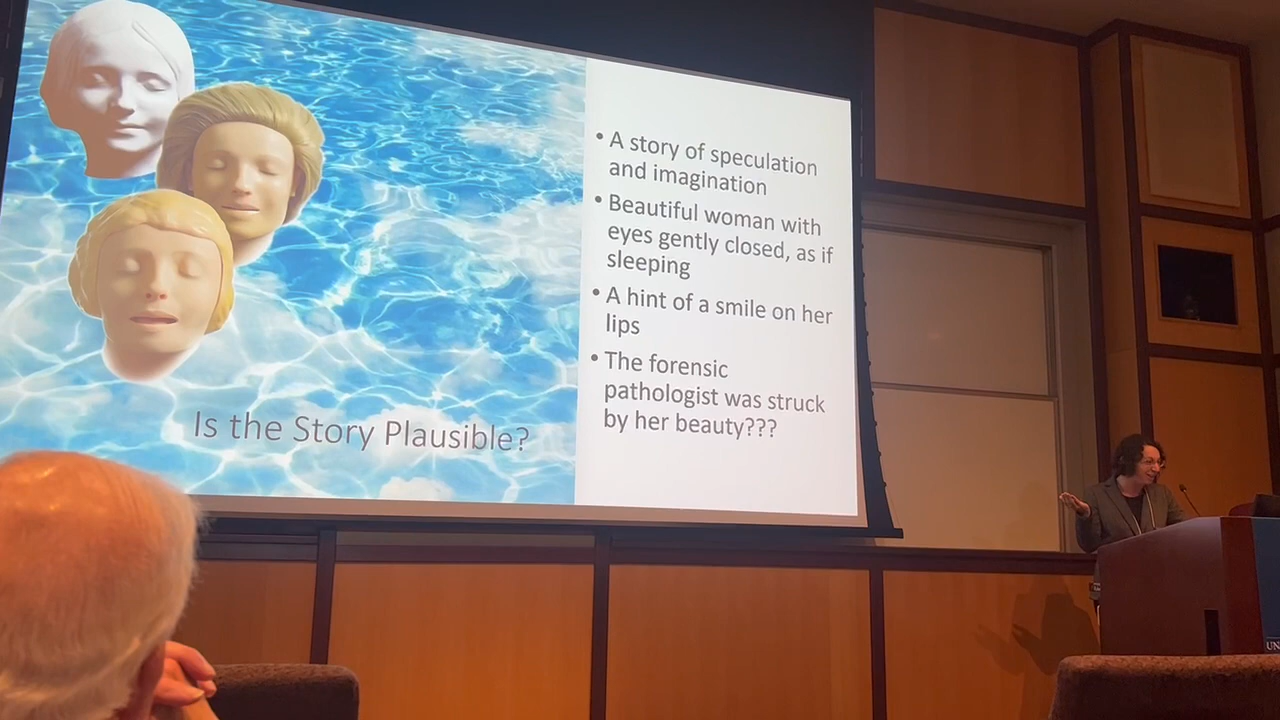 Is the Story Plausible?
• A story of speculation
and imagination
• Beautiful woman with
eyes gently closed, as if
sleeping
• A hint of a smile on her
lips
• The forensic
pathologist was struck
by her beauty???
UN